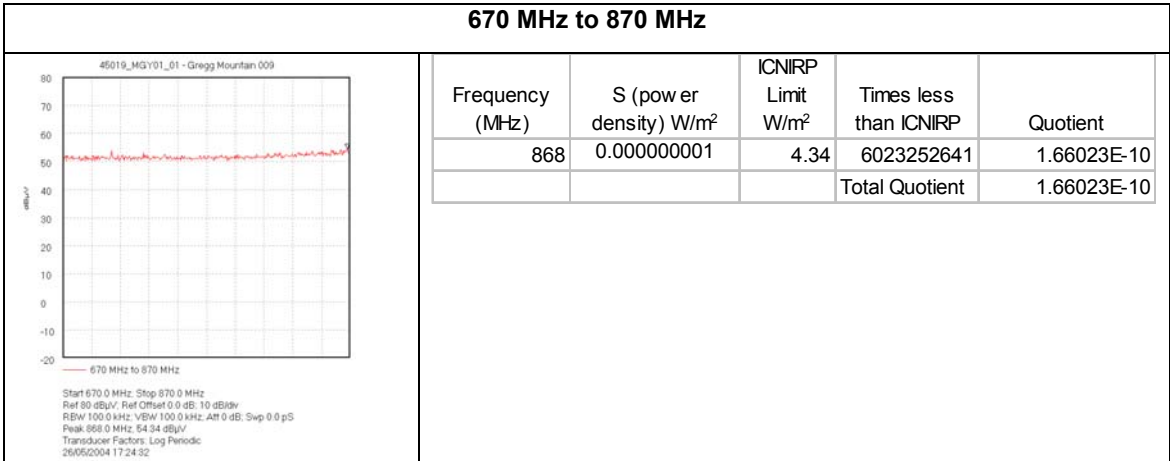 670 MHz to 870 MHz
45019_MGY01_01 - Gregg Mountain 009
80
70
60
50
40
30
20
10
0
-10
-20
dBµV
670 MHz to 870 MHz
Start 670.0 MHz; Stop 870.0 MHz
Ref 80 dBµV; Ref Offset 0.0 dB; 10 dB/div
RBW 100.0 kHz; VBW 100.0 kHz; Att 0 dB; Swp 0.0 pS
Peak 868.0 MHz, 54.34 dBµV
Transducer Factors: Log Periodic
26/05/2004 17:24:32
Frequency (MHz) S (pow er density) W/m² ICNIRP Limit W/m² Times less than ICNIRP Quotient
868 0.000000001 4.34 6023252641 1.66023E-10
Total Quotient 1.66023E-10